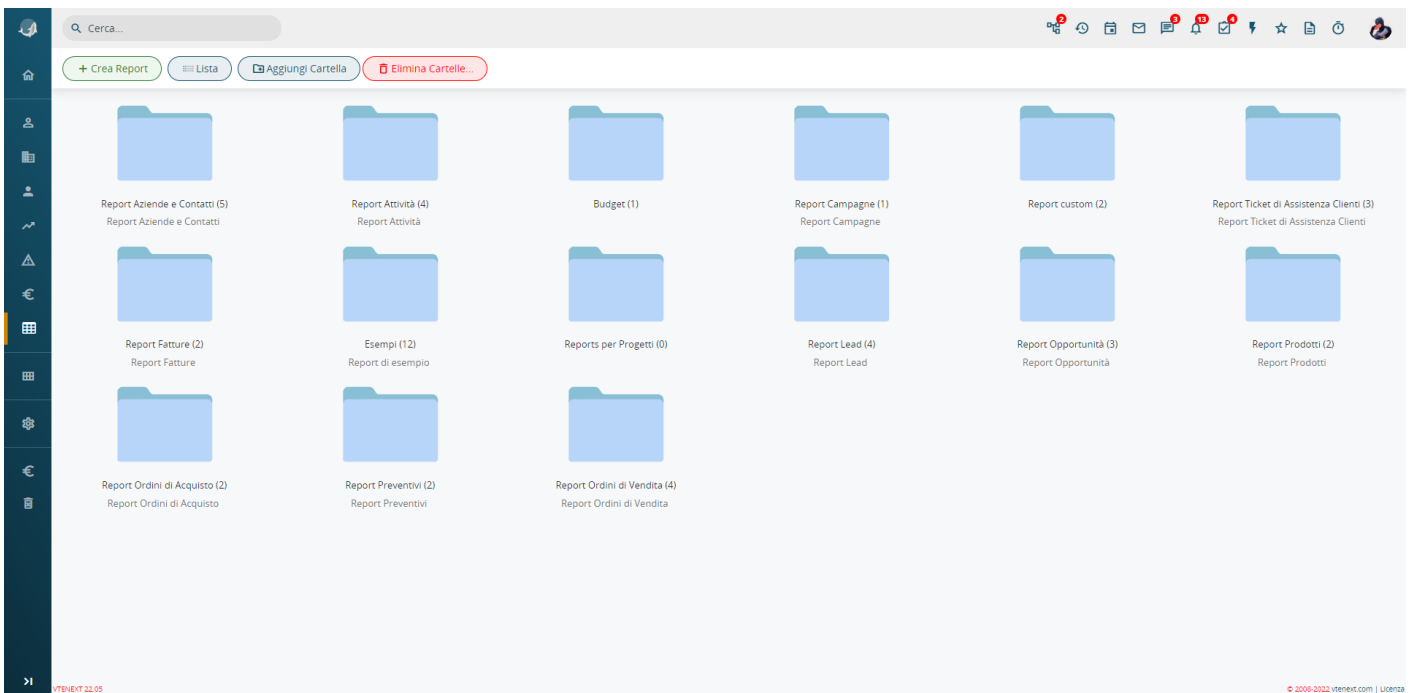 Cerca...
2
3
13
4
+ Crea Report
Lista
Aggiungi Cartella
Elimina Cartelle...
Report Aziende e Contatti (5)
Report Aziende e Contatti
Report Attività (4)
Report Attività
Budget (1)
Report Campagne (1)
Report Campagne
Report custom (2)
Report Ticket di Assistenza Clienti (3)
Report Ticket di Assistenza Clienti
Report Fatture (2)
Report Fatture
Esempi (12)
Report di esempio
Reports per Progetti (0)
Report Lead (4)
Report Lead
Report Opportunità (3)
Report Opportunità
Report Prodotti (2)
Report Prodotti
Report Ordini di Acquisto (2)
Report Ordini di Acquisto
Report Preventivi (2)
Report Preventivi
Report Ordini di Vendita (4)
Report Ordini di Vendita
VTENEXT 22.05
© 2008-2022 vtenext.com | Licenza